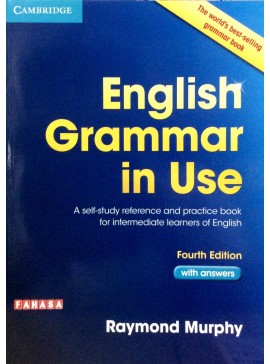 CAMBRIDGE
The world's best-selling
grammar book
English
Grammar
in Use
A self-study reference and practice book
for intermediate learners of English
Fourth Edition
with answers
FAHASA
Raymond Murphy